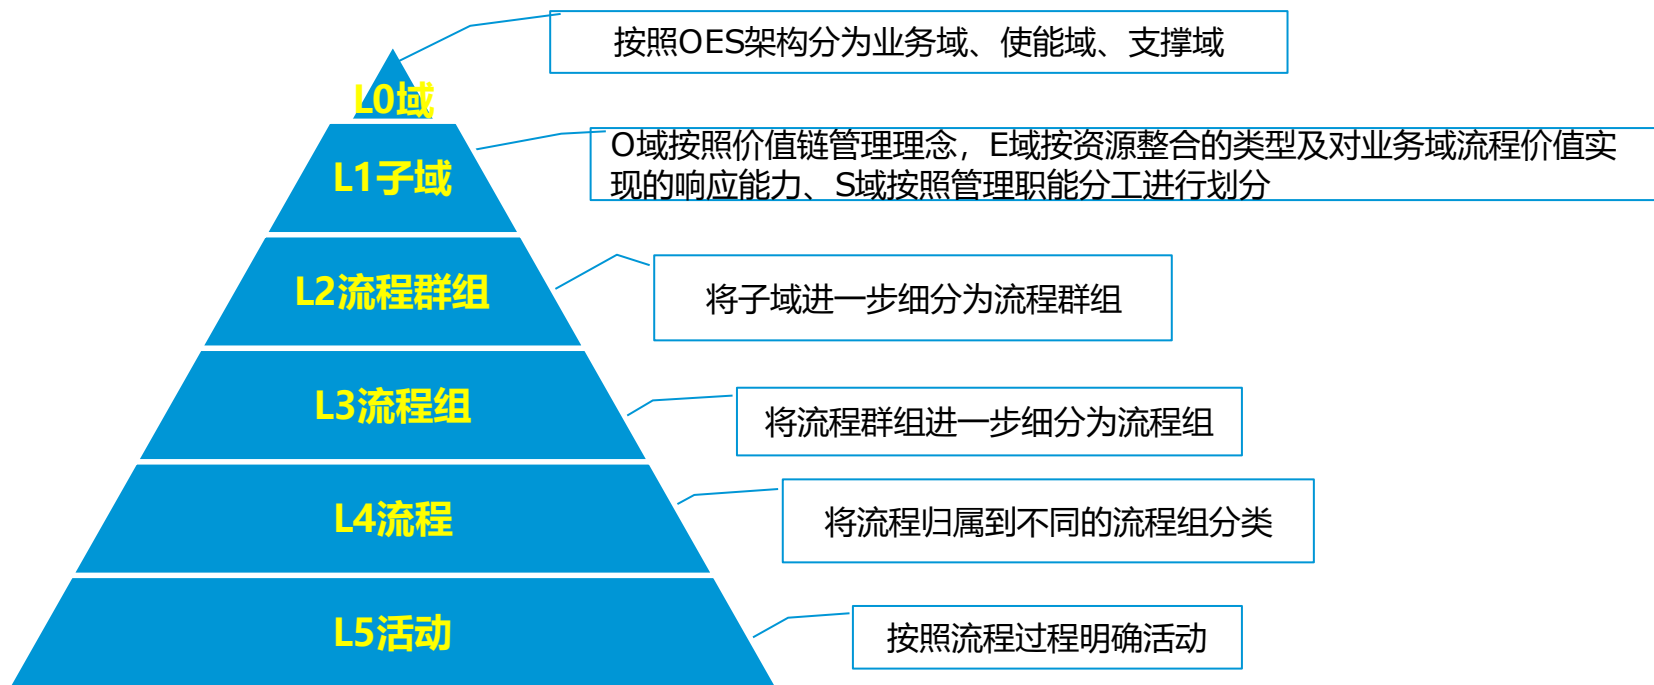 按照OES架构分为业务域、使能域、支撑域
L0域
O域按照价值链管理理念，E域按资源整合的类型及对业务域流程价值实
现的响应能力、S域按照管理职能分工进行划分
L1子域
L2流程群组
将子域进一步细分为流程群组
L3流程组
将流程群组进一步细分为流程组
L4流程
将流程归属到不同的流程组分类
L5活动
按照流程过程明确活动